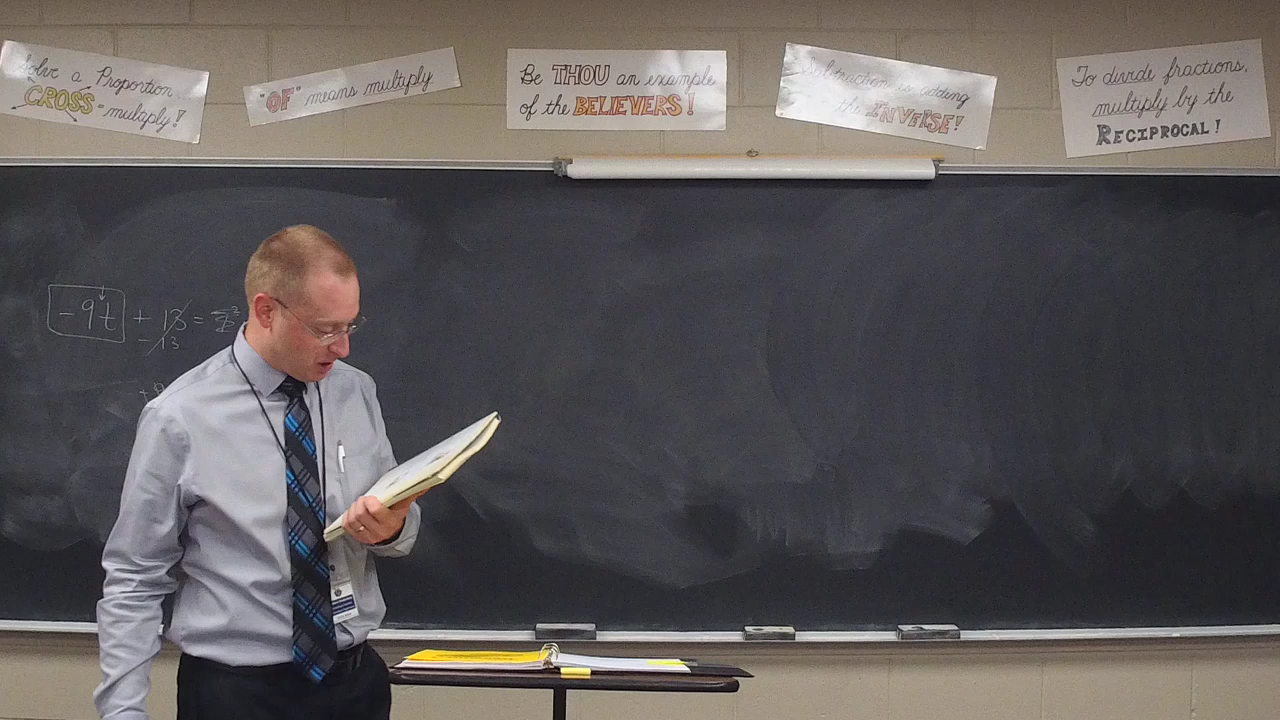 Solve a Proportion -
CROSS-multiply!
"OF" means multiply
Be THOU an example
of the BELIEVERS!
Subtraction is adding
the INVERSE!
To divide fractions,
multiply by the
RECIPROCAL!
-9t + 13 =
-13